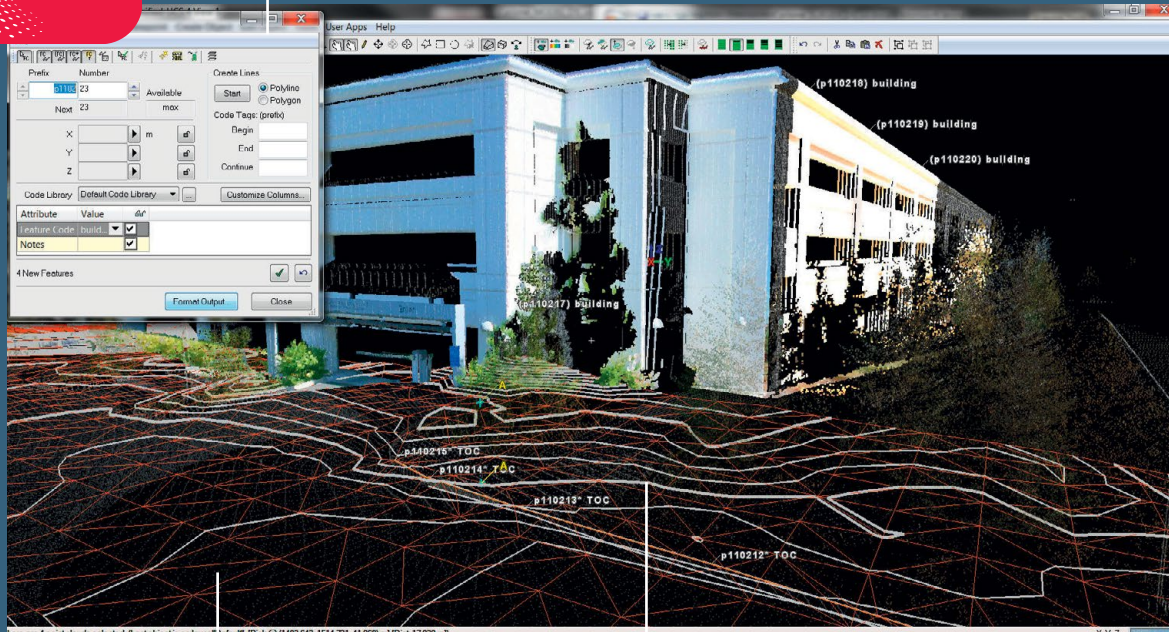 User Apps Help
Prefix Number
p1102 23
Available
Next 23 max
Create Lines
Start Polyline
Polygon
Code Tags: (prefix)
Begin
End
Continue
X m
Y
Z
Code Library Default Code Library ... Customize Columns...
Attribute Value
Feature Code build...
Notes
4 New Features
Format Output... Close
(p110218) building
(p110219) building
(p110220) building
X Y
(p110217) building
A
p110215* TOC
A
p110214* TOC
p110213* TOC
p110212* TOC
X, Y, Z